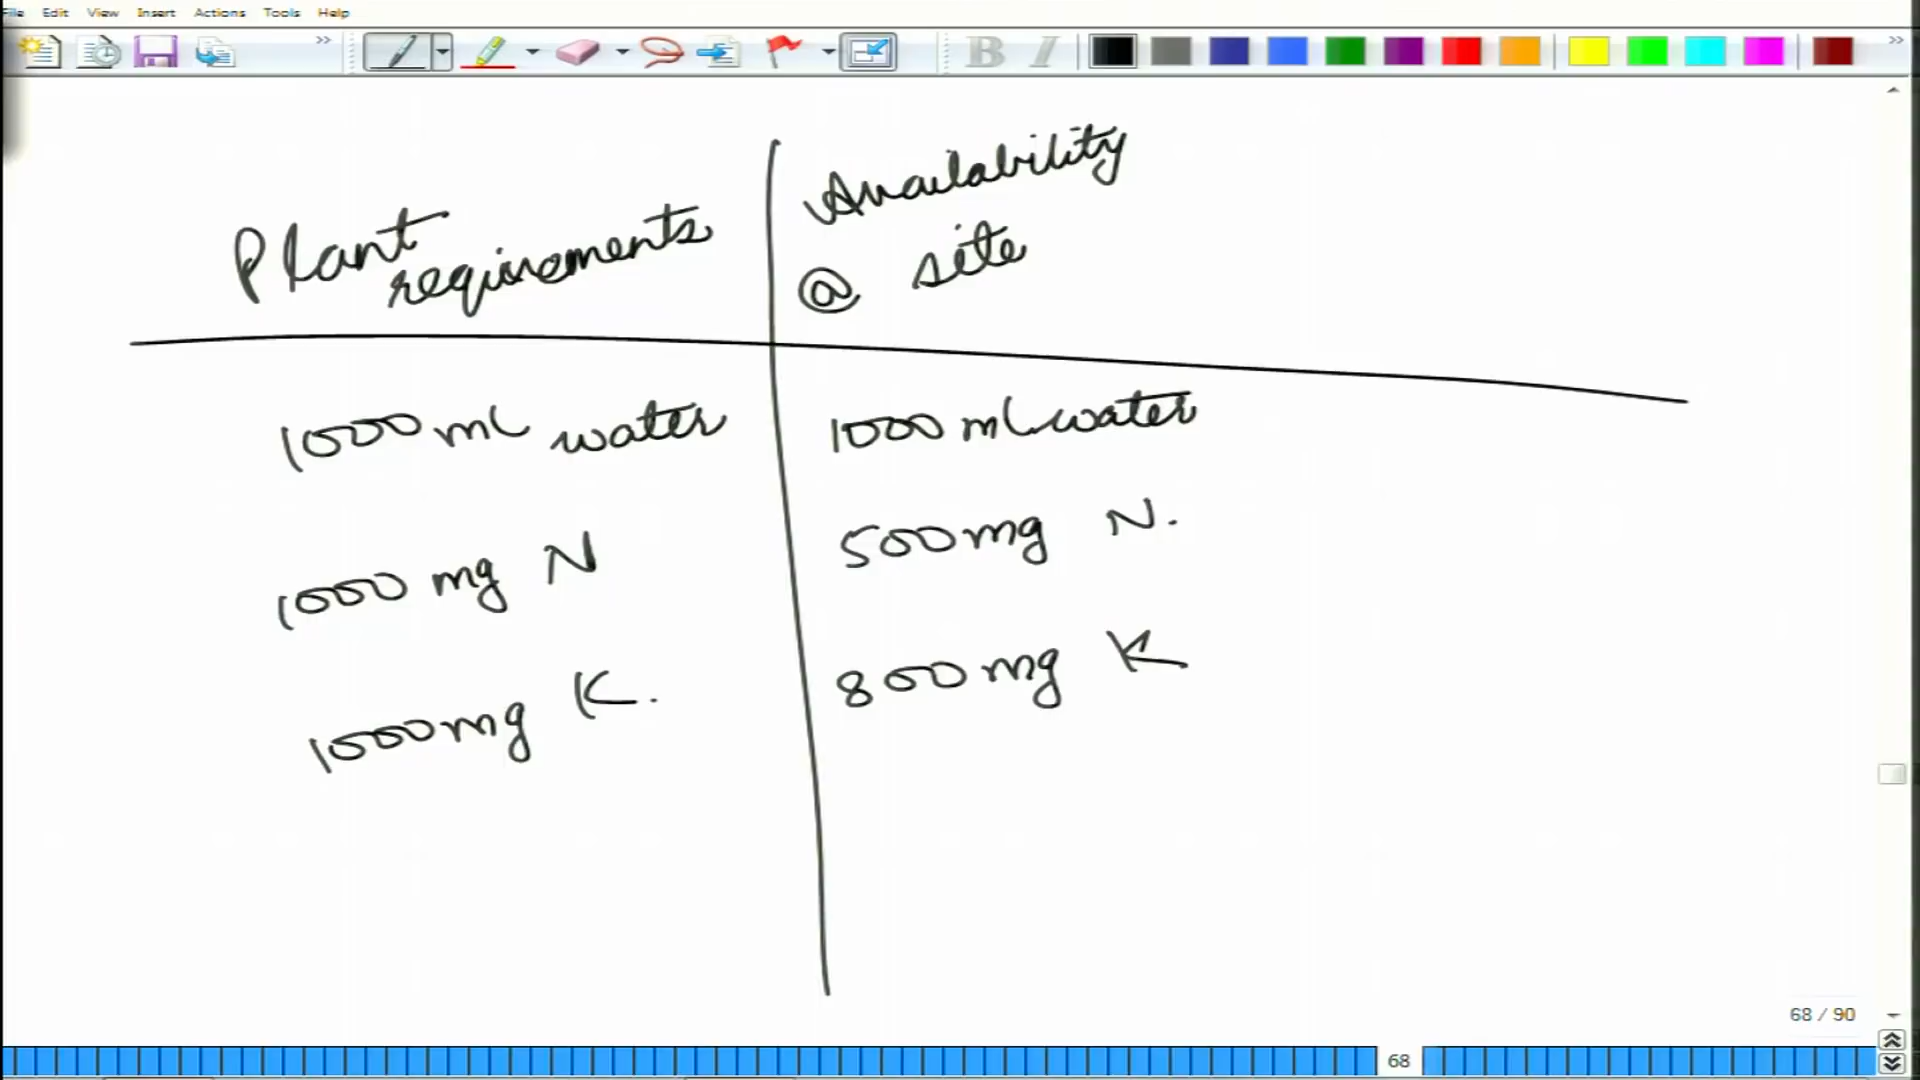 File Edit View Insert Actions Tools Help
B I
Plant requirements
Availability @ site
1000 mL water
1000 mL water
1000 mg N
500 mg N.
1000 mg K.
800 mg K
68 / 90
68